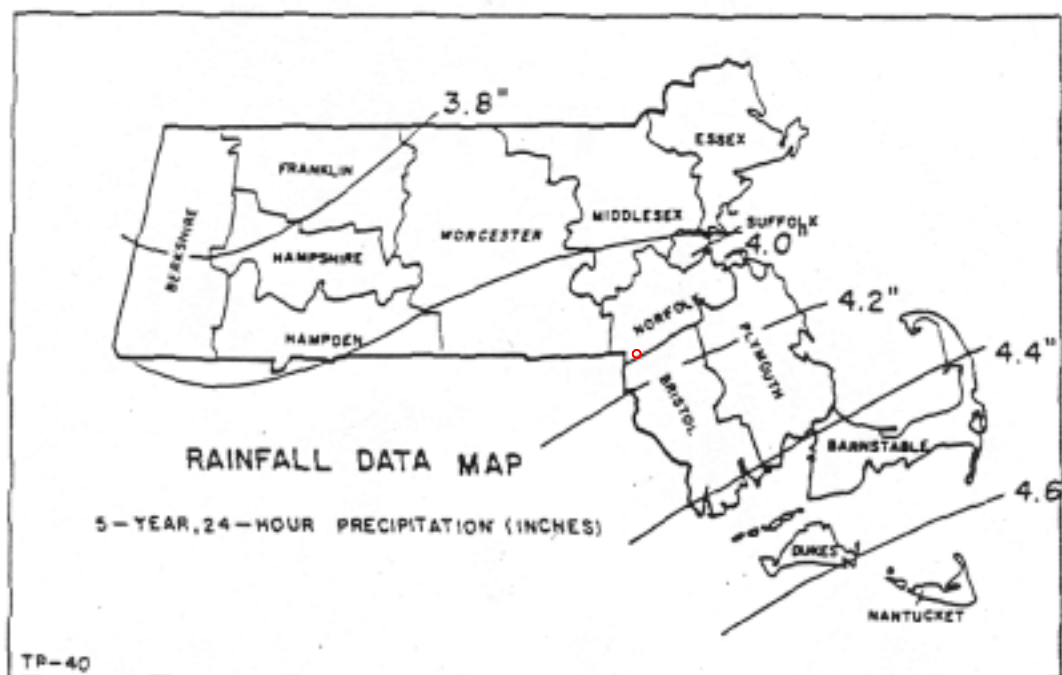 3.8"
ESSEX
FRANKLIN
BERKSHIRE
MIDDLESEX
SUFFOLK
WORCESTER
4.0"
HAMPSHIRE
NORFOLK
4.2"
HAMPDEN
PLYMOUTH
4.4"
BRISTOL
RAINFALL DATA MAP
BARNSTABLE
4.6
5-YEAR, 24-HOUR PRECIPITATION (INCHES)
DUKES
NANTUCKET
TP-40